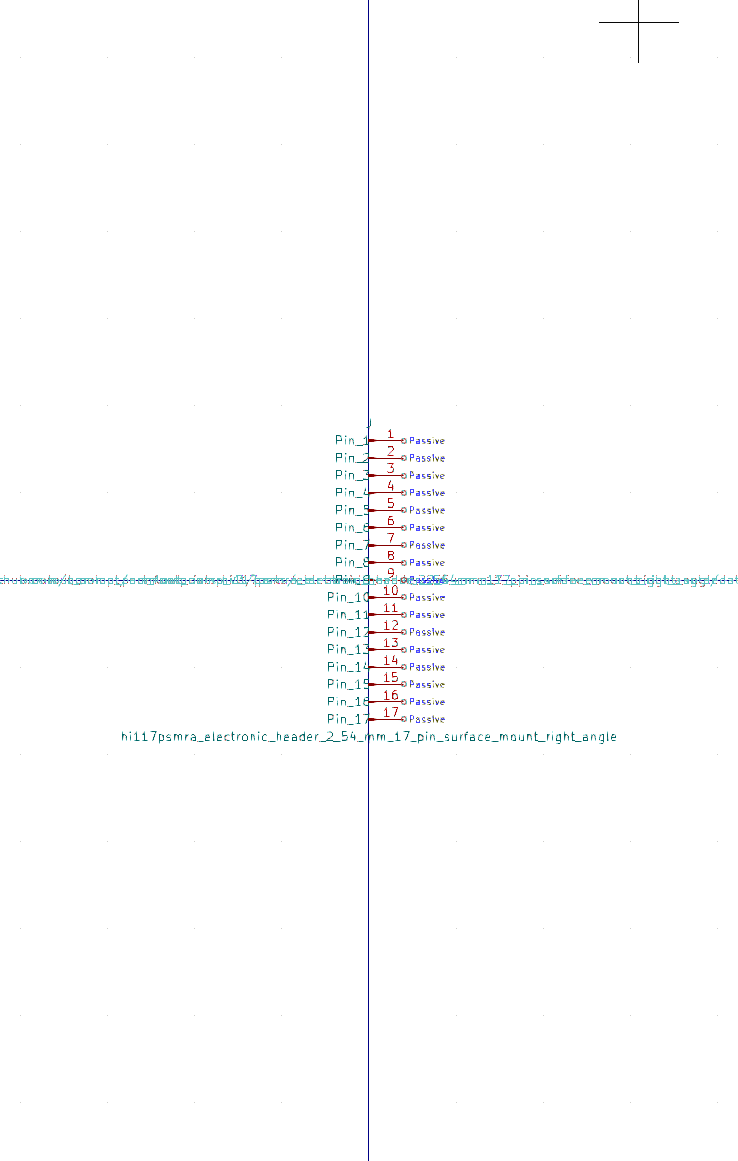 J
Pin_1 1 Passive
Pin_2 2 Passive
Pin_3 3 Passive
Pin_4 4 Passive
Pin_5 5 Passive
Pin_6 6 Passive
Pin_7 7 Passive
Pin_8 8 Passive
9
Pin_10 10 Passive
Pin_11 11 Passive
Pin_12 12 Passive
Pin_13 13 Passive
Pin_14 14 Passive
Pin_15 15 Passive
Pin_16 16 Passive
Pin_17 17 Passive
hi117psmra_electronic_header_2_54_mm_17_pin_surface_mount_right_angle